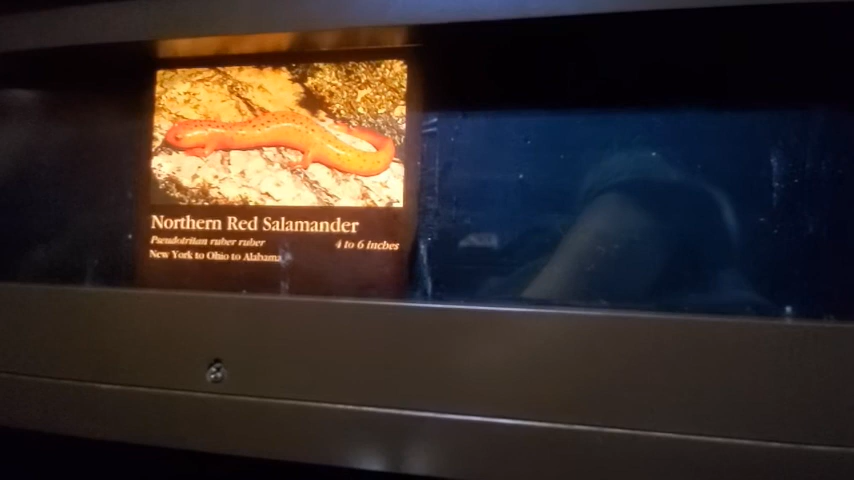 Northern Red Salamander
Pseudotriton ruber ruber 4 to 6 inches
New York to Ohio to Alabama